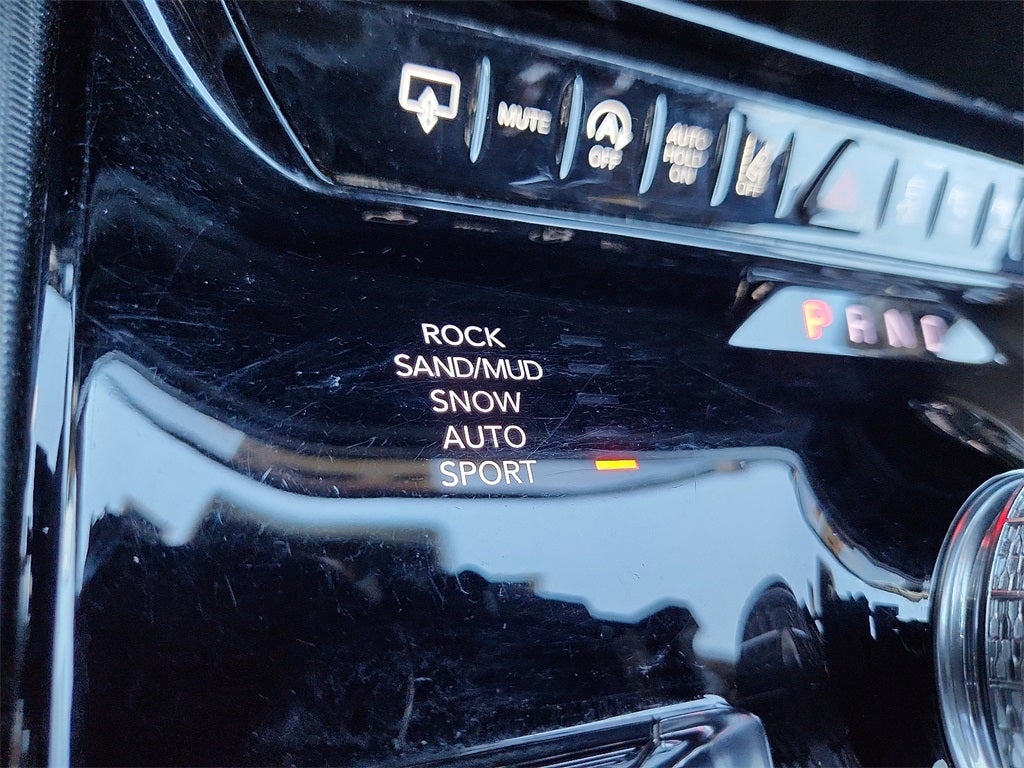 MUTE
A
OFF
AUTO
HOLD
ON
OFF
P R N D
ROCK
SAND/MUD
SNOW
AUTO
SPORT